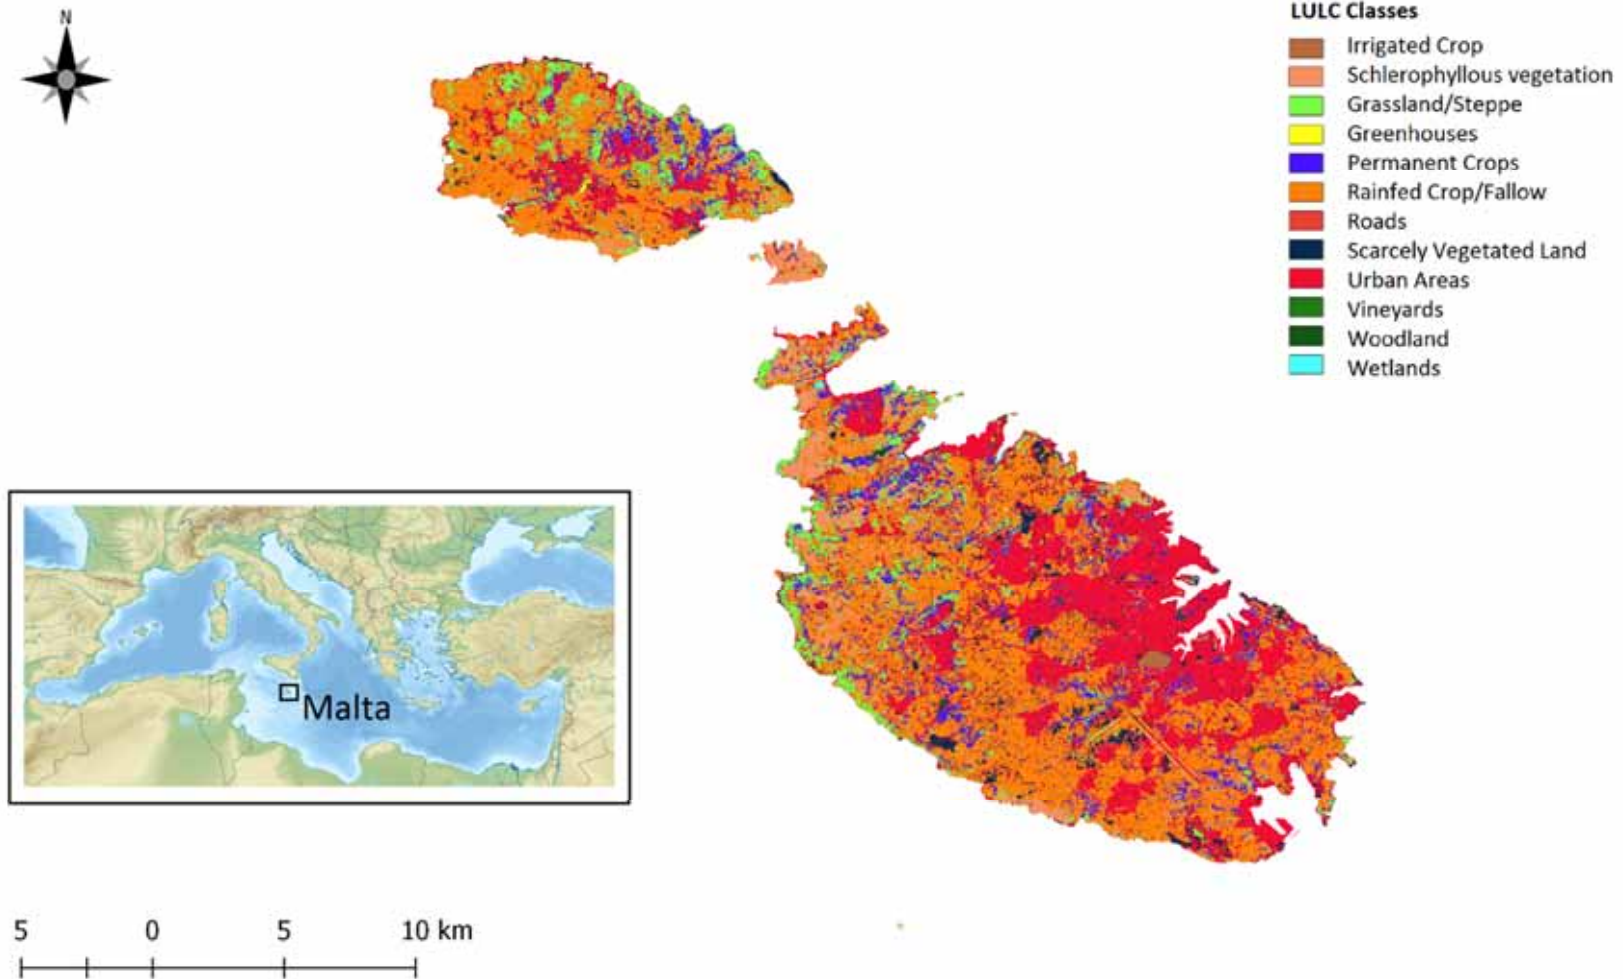 N
LULC Classes
Irrigated Crop
Schlerophyllous vegetation
Grassland/Steppe
Greenhouses
Permanent Crops
Rainfed Crop/Fallow
Roads
Scarcely Vegetated Land
Urban Areas
Vineyards
Woodland
Wetlands
Malta
5 0 5 10 km